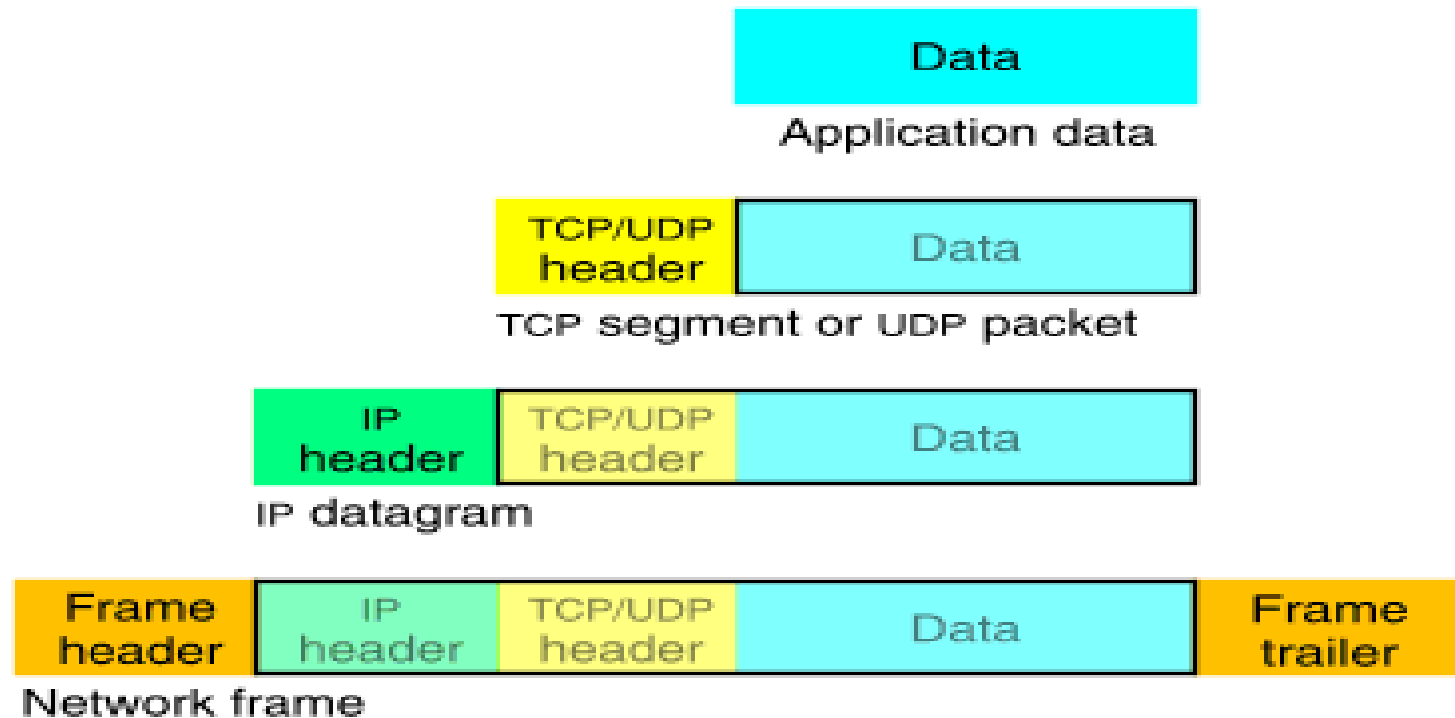 Data
Application data
TCP/UDP header
Data
TCP segment or UDP packet
IP header
TCP/UDP header
Data
IP datagram
Frame header
IP header
TCP/UDP header
Data
Frame trailer
Network frame